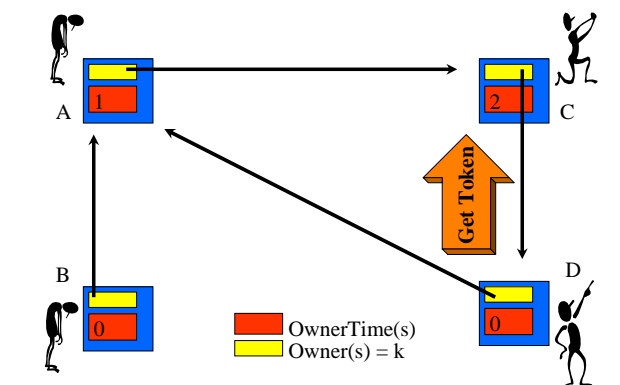 1
A
2
C
Get Token
B
0
D
0
OwnerTime(s)
Owner(s) = k